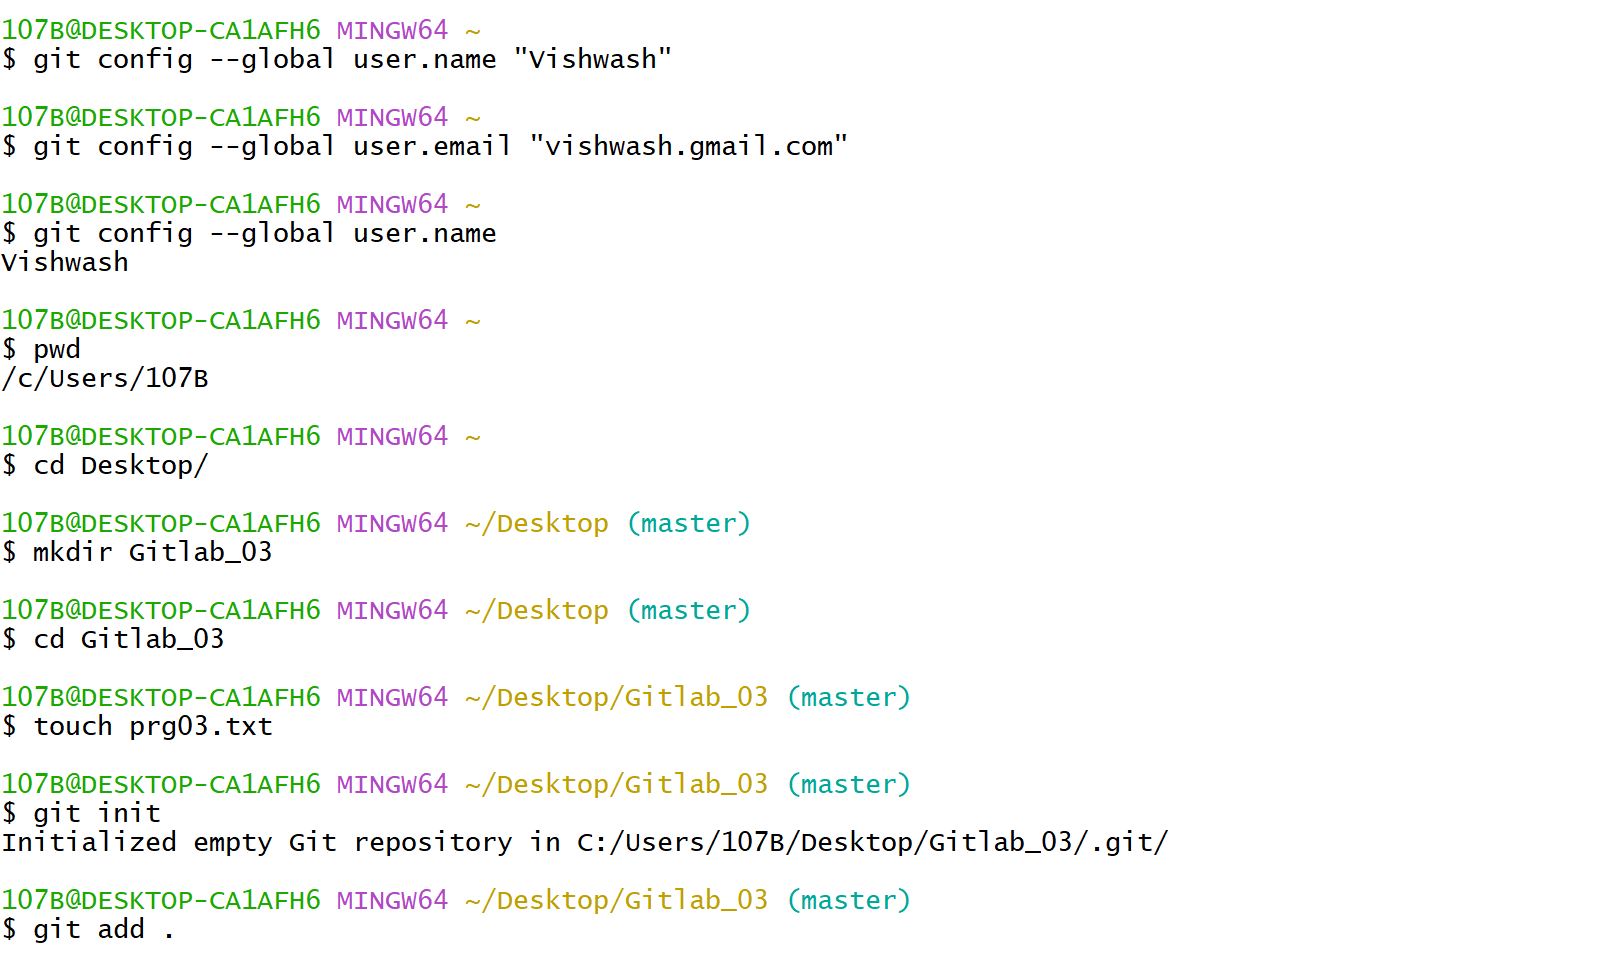 107B@DESKTOP-CA1AFH6 MINGW64 ~
$ git config --global user.name "Vishwash"
107B@DESKTOP-CA1AFH6 MINGW64 ~
$ git config --global user.email "vishwash.gmail.com"
107B@DESKTOP-CA1AFH6 MINGW64 ~
$ git config --global user.name
Vishwash
107B@DESKTOP-CA1AFH6 MINGW64 ~
$ pwd
/c/Users/107B
107B@DESKTOP-CA1AFH6 MINGW64 ~
$ cd Desktop/
107B@DESKTOP-CA1AFH6 MINGW64 ~/Desktop (master)
$ mkdir Gitlab_03
107B@DESKTOP-CA1AFH6 MINGW64 ~/Desktop (master)
$ cd Gitlab_03
107B@DESKTOP-CA1AFH6 MINGW64 ~/Desktop/Gitlab_03 (master)
$ touch prg03.txt
107B@DESKTOP-CA1AFH6 MINGW64 ~/Desktop/Gitlab_03 (master)
$ git init
Initialized empty Git repository in C:/Users/107B/Desktop/Gitlab_03/.git/
107B@DESKTOP-CA1AFH6 MINGW64 ~/Desktop/Gitlab_03 (master)
$ git add .